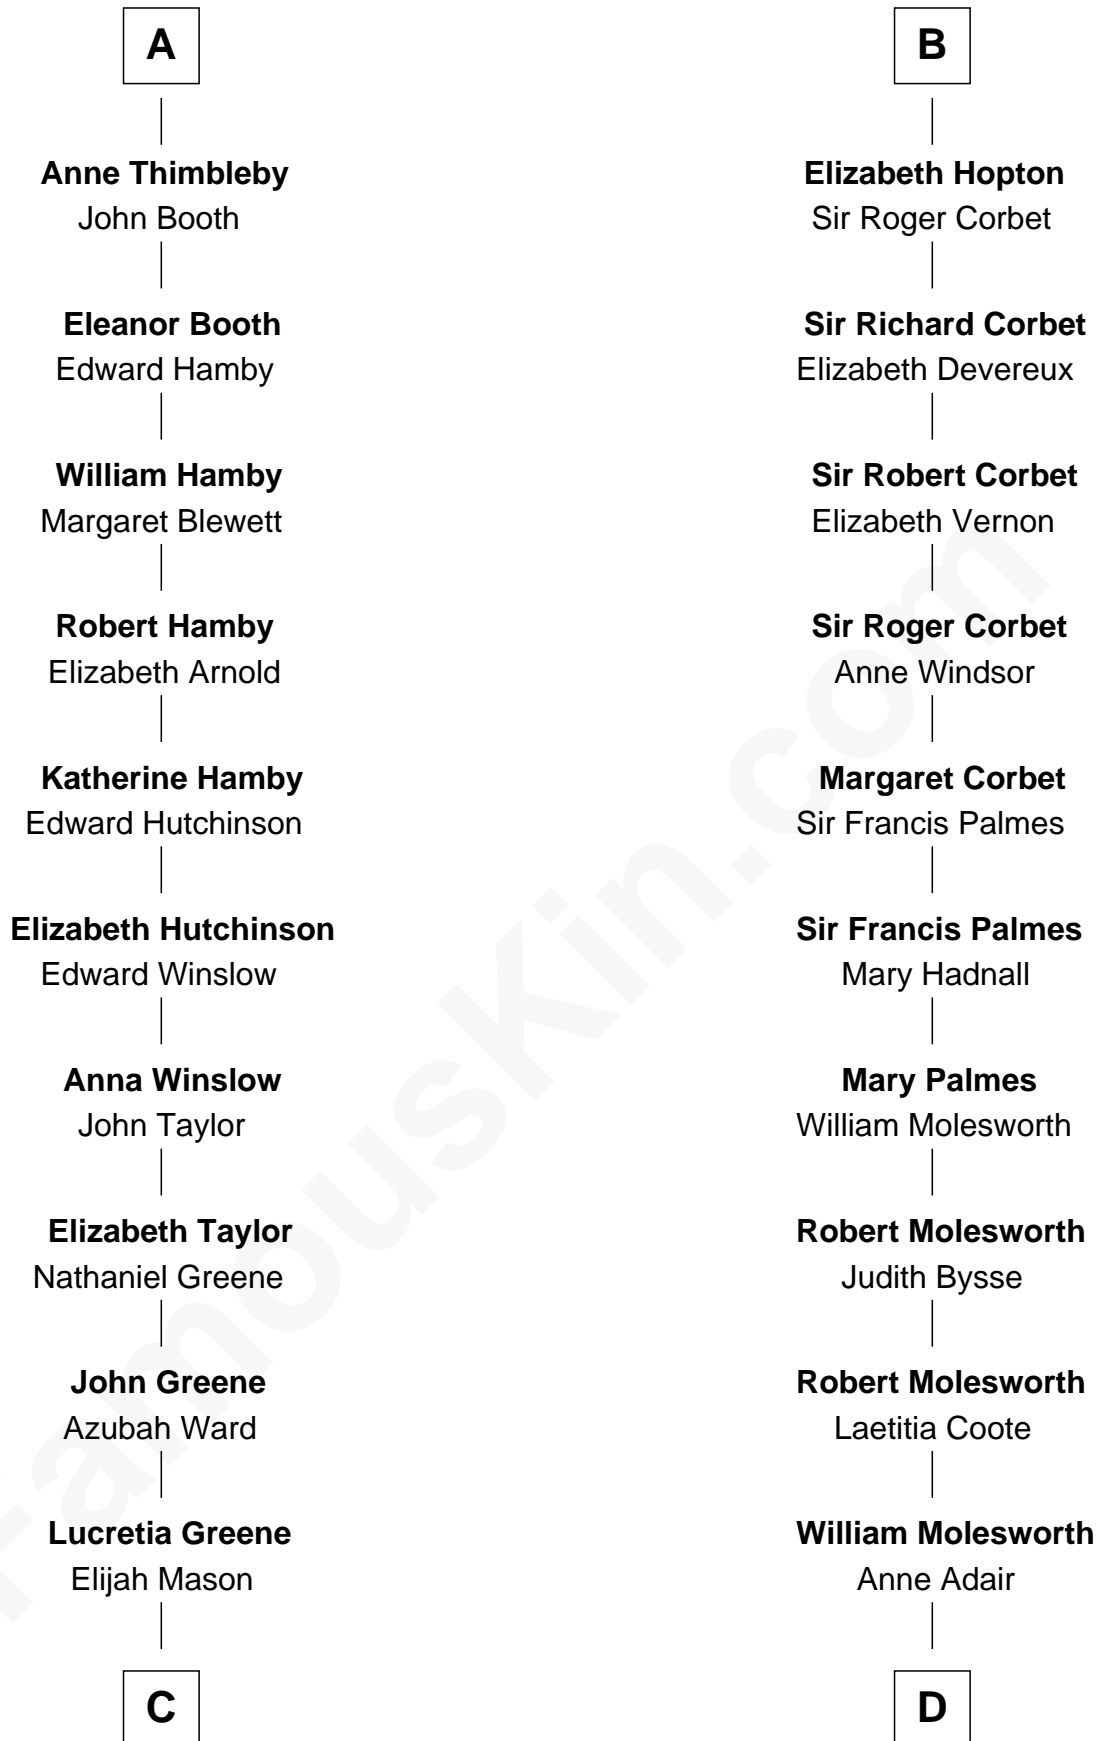 A
Anne Thimbleby
John Booth
Eleanor Booth
Edward Hamby
William Hamby
Margaret Blewett
Robert Hamby
Elizabeth Arnold
Katherine Hamby
Edward Hutchinson
Elizabeth Hutchinson
Edward Winslow
Anna Winslow
John Taylor
Elizabeth Taylor
Nathaniel Greene
John Greene
Azubah Ward
Lucretia Greene
Elijah Mason
C
B
Elizabeth Hopton
Sir Roger Corbet
Sir Richard Corbet
Elizabeth Devereux
Sir Robert Corbet
Elizabeth Vernon
Sir Roger Corbet
Anne Windsor
Margaret Corbet
Sir Francis Palmes
Sir Francis Palmes
Mary Hadnall
Mary Palmes
William Molesworth
Robert Molesworth
Judith Bysse
Robert Molesworth
Laetitia Coote
William Molesworth
Anne Adair
D
FamousKin.com